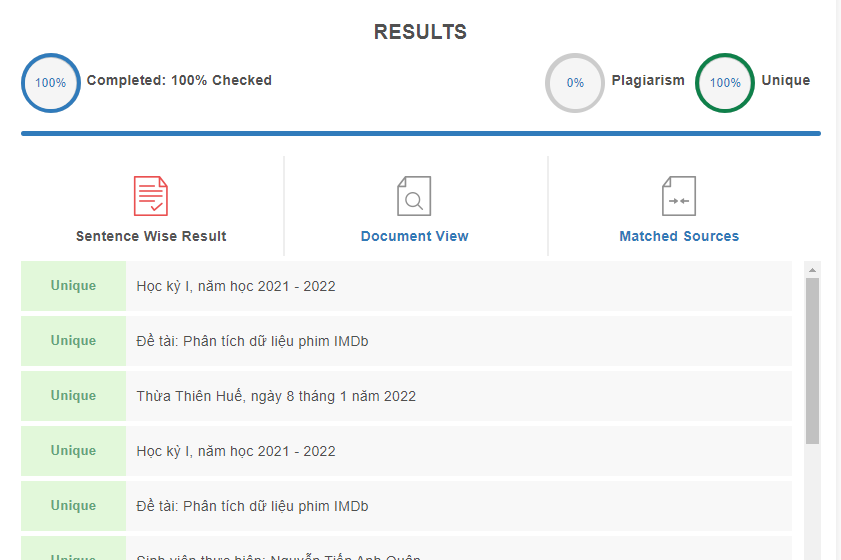 RESULTS
100% Completed: 100% Checked 0% Plagiarism 100% Unique
Sentence Wise Result Document View Matched Sources
Unique Học kỳ I, năm học 2021 - 2022
Unique Đề tài: Phân tích dữ liệu phim IMDb
Unique Thừa Thiên Huế, ngày 8 tháng 1 năm 2022
Unique Học kỳ I, năm học 2021 - 2022
Unique Đề tài: Phân tích dữ liệu phim IMDb
Unique Sinh viên thực hiện: Nguyễn Tiến Anh Quân